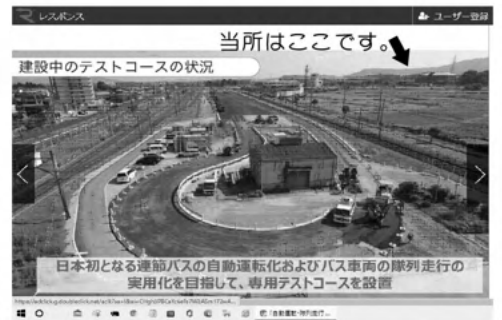 レスポンス
ユーザー登録
当所はここです。
建設中のテストコースの状況
日本初となる連節バスの自動運転化およびバス車両の隊列走行の
実用化を目指して、専用テストコースを設置